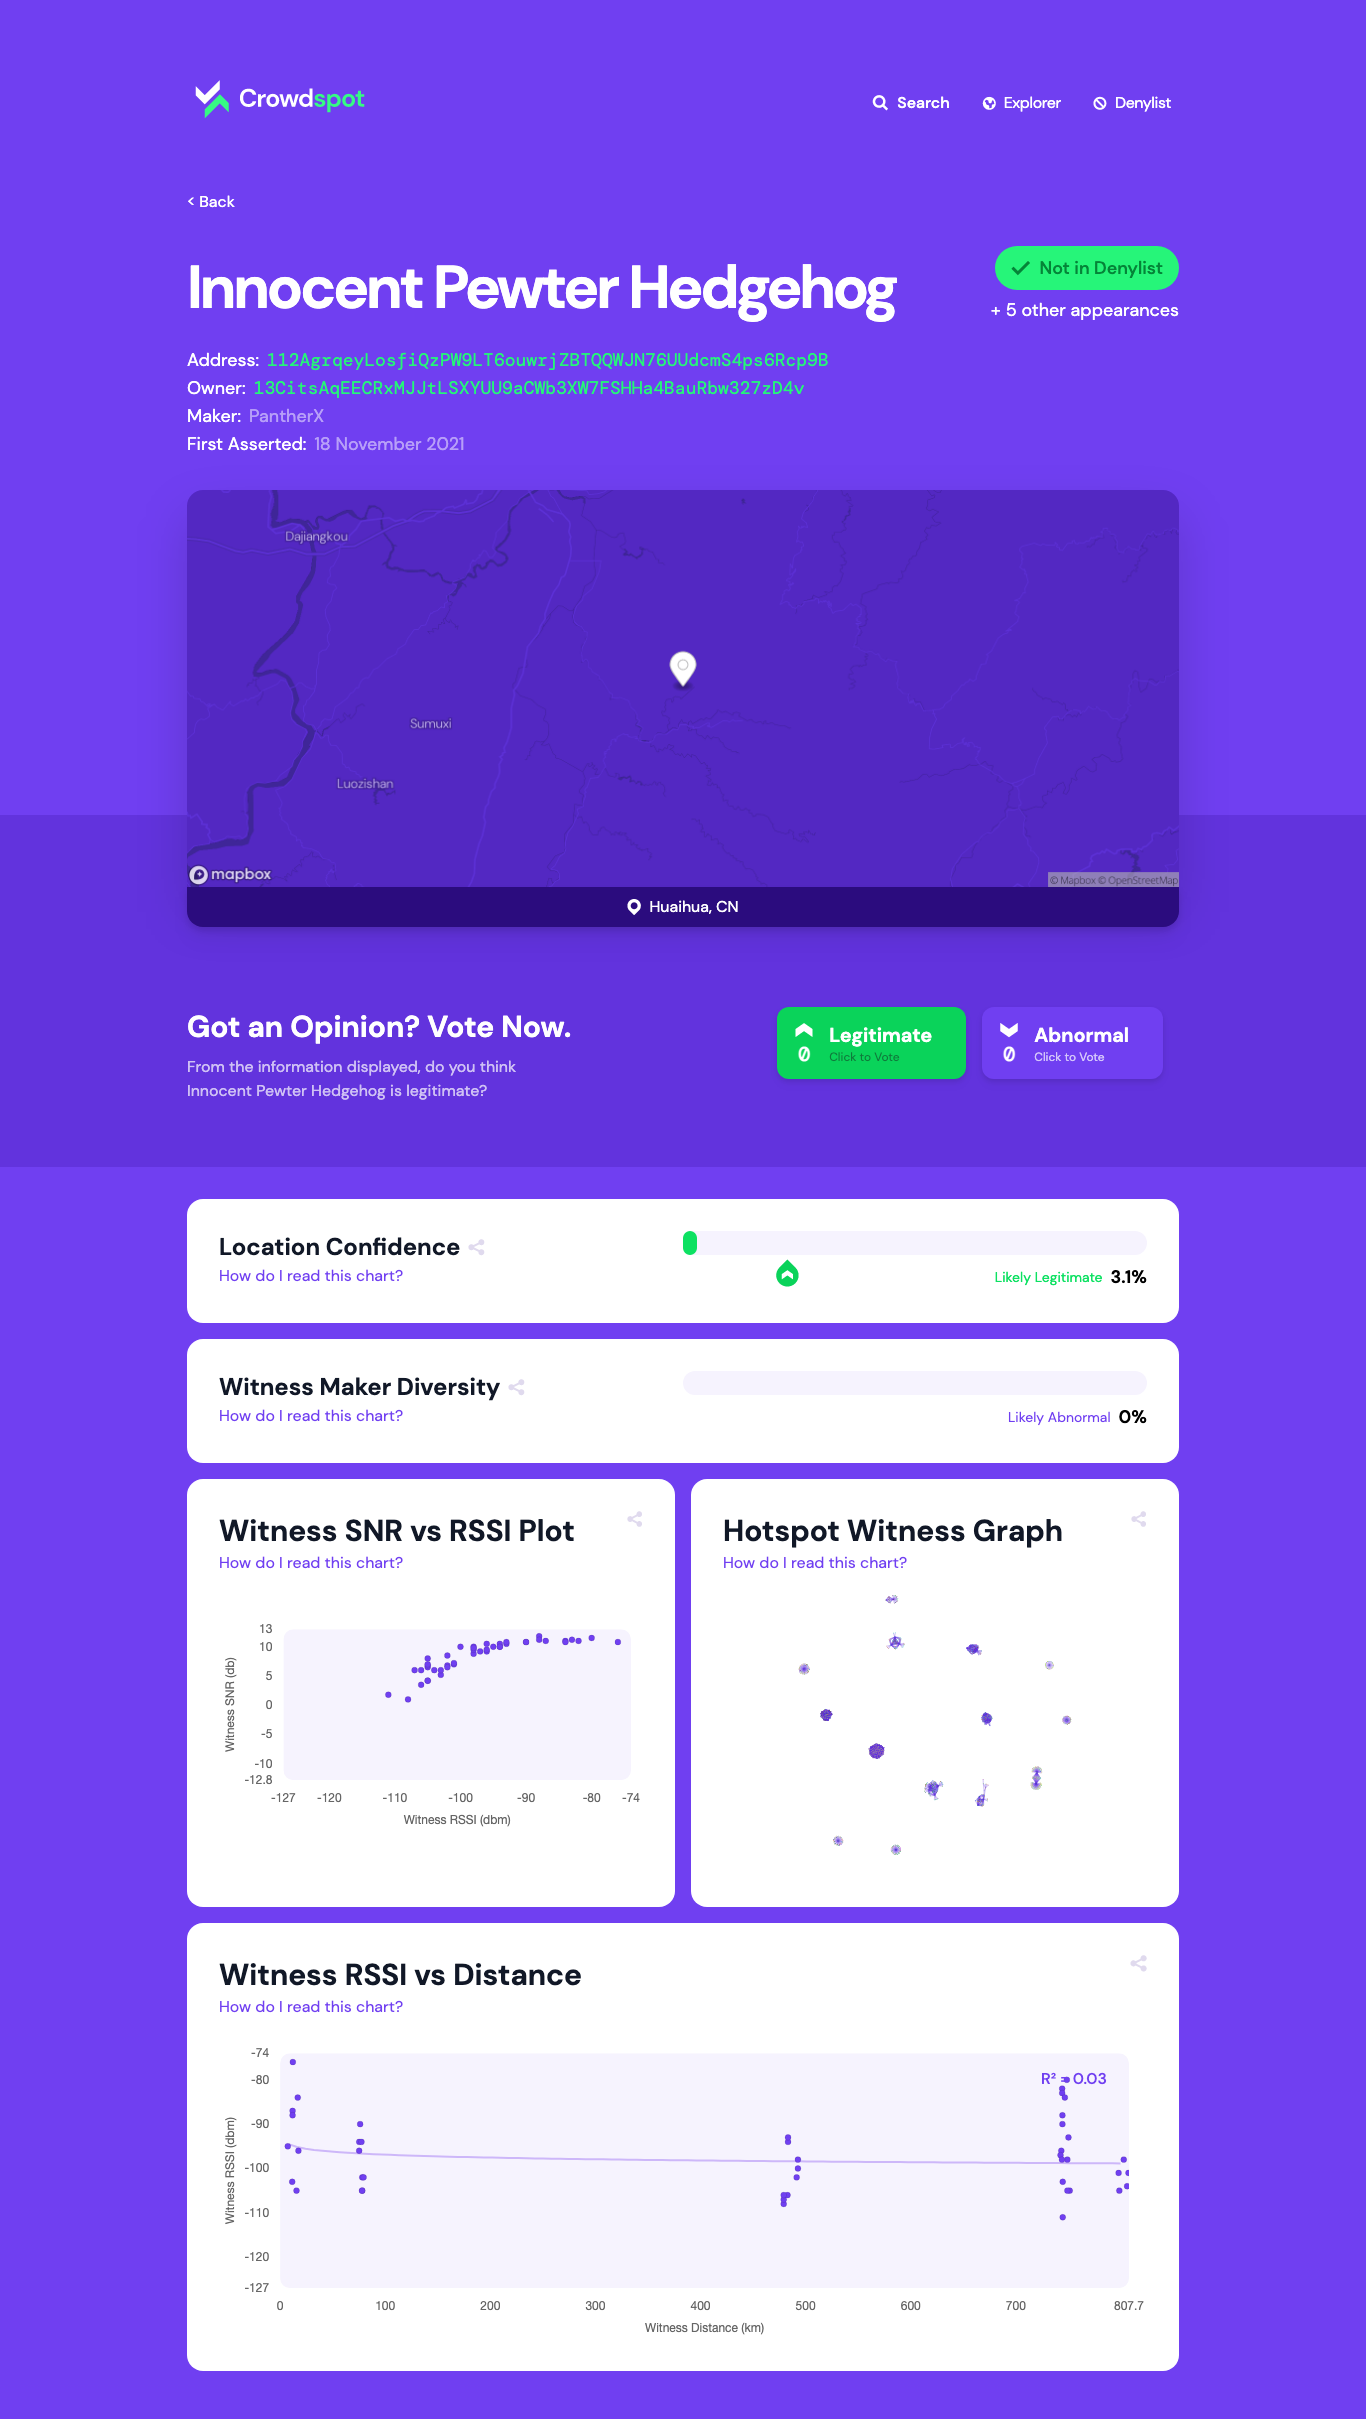 Crowdspot
Search
Explorer
Denylist
< Back
Innocent Pewter Hedgehog
Not in Denylist
+ 5 other appearances
Address: 112AgrqeyLosfiQzPW9LT6ouwrjZBTQQWJN76UUdcmS4ps6Rcp9B
Owner: 13CitsAqEECRxMJJtLSXYUU9aCWb3XW7FSHHa4BauRbw327zD4v
Maker: PantherX
First Asserted: 18 November 2021
Dajiangkou
Sumuxi
Luozishan
mapbox
© Mapbox © OpenStreetMap
Huaihua, CN
Got an Opinion? Vote Now.
From the information displayed, do you think
Innocent Pewter Hedgehog is legitimate?
0
Legitimate
Click to Vote
0
Abnormal
Click to Vote
Location Confidence
How do I read this chart?
Likely Legitimate 3.1%
Witness Maker Diversity
How do I read this chart?
Likely Abnormal 0%
Witness SNR vs RSSI Plot
How do I read this chart?
13
10
5
0
-5
-10
-12.8
Witness SNR (db)
-127 -120 -110 -100 -90 -80 -74
Witness RSSI (dbm)
Hotspot Witness Graph
How do I read this chart?
Witness RSSI vs Distance
How do I read this chart?
R² = 0.03
-74
-80
-90
-100
-110
-120
-127
Witness RSSI (dbm)
0 100 200 300 400 500 600 700 807.7
Witness Distance (km)